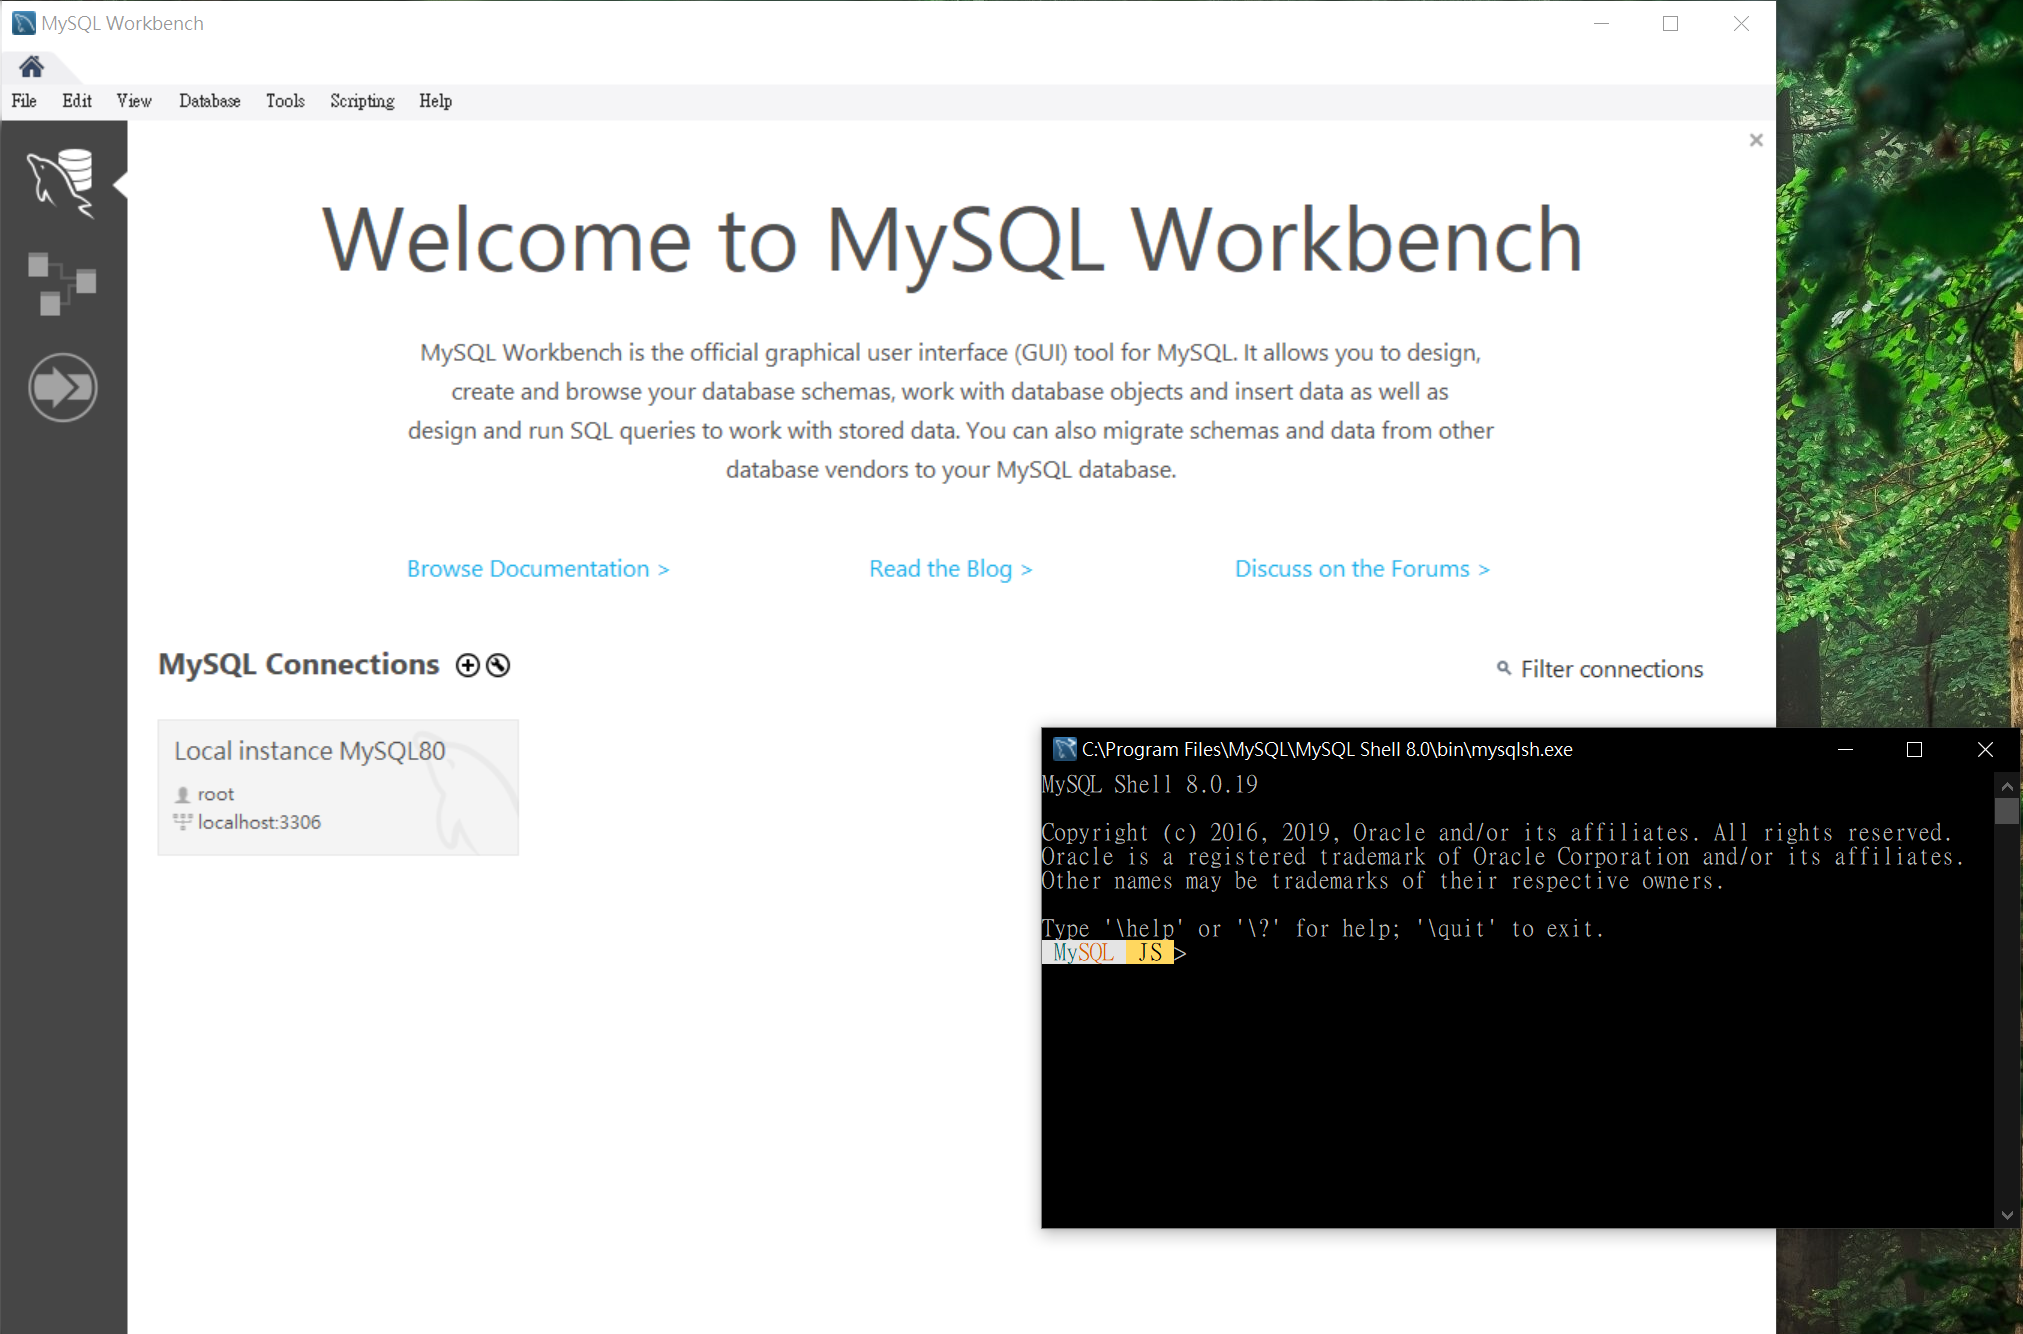 MySQL Workbench
File Edit View Database Tools Scripting Help
Welcome to MySQL Workbench
MySQL Workbench is the official graphical user interface (GUI) tool for MySQL. It allows you to design,
create and browse your database schemas, work with database objects and insert data as well as
design and run SQL queries to work with stored data. You can also migrate schemas and data from other
database vendors to your MySQL database.
Browse Documentation > Read the Blog > Discuss on the Forums >
MySQL Connections
Filter connections
Local instance MySQL80
root
localhost:3306
C:\Program Files\MySQL\MySQL Shell 8.0\bin\mysqlsh.exe
MySQL Shell 8.0.19
Copyright (c) 2016, 2019, Oracle and/or its affiliates. All rights reserved.
Oracle is a registered trademark of Oracle Corporation and/or its affiliates.
Other names may be trademarks of their respective owners.
Type '\help' or '\?' for help; '\quit' to exit.
MySQL JS >